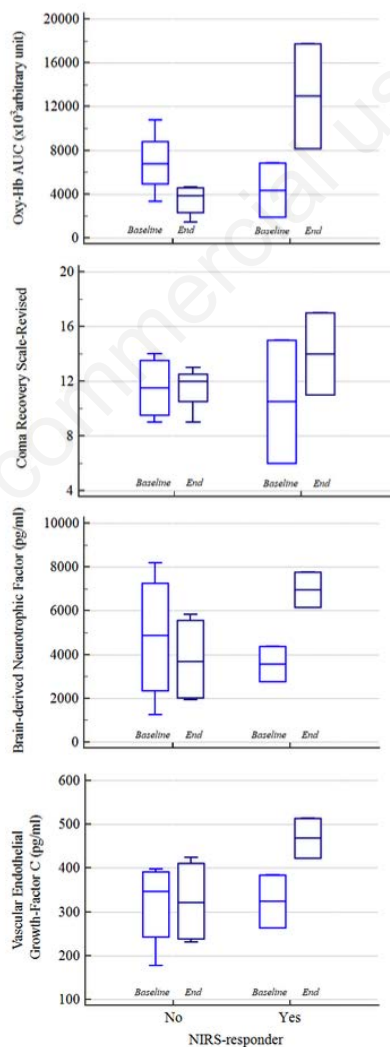 20000
16000
12000
8000
4000
0
Oxy-Hb AUC (x10³arbitrary unit)
Baseline End Baseline End
20
16
12
8
4
Coma Recovery Scale-Revised
Baseline End Baseline End
10000
8000
6000
4000
2000
0
Brain-derived Neurotrophic Factor (pg/ml)
Baseline End Baseline End
600
500
400
300
200
100
Vascular Endothelial
Growth-Factor C (pg/ml)
Baseline End Baseline End
No Yes
NIRS-responder
commercial us